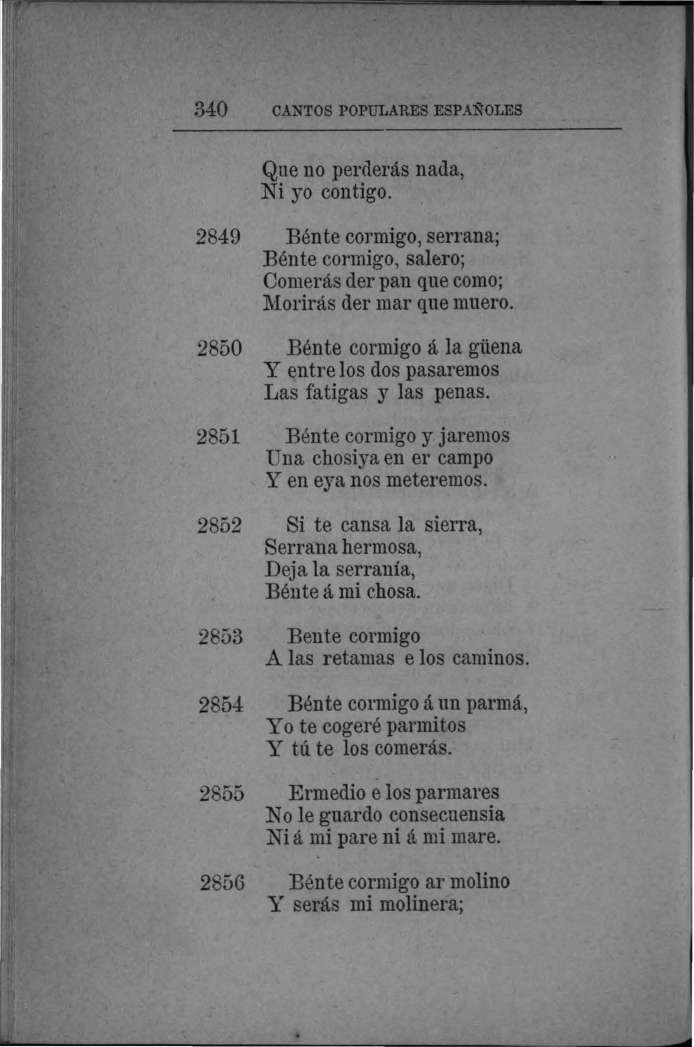 340 CANTOS POPULARES ESPAÑOLES
Que no perderás nada,
Ni yo contigo.
2849 Bénte cormigo, serrana;
Bénte cormigo, salero;
Comerás der pan que como;
Morirás der mar que muero.
2850 Bénte cormigo á la güena
Y entre los dos pasaremos
Las fatigas y las penas.
2851 Bénte cormigo y jaremos
Una chosiya en er campo
Y en eya nos meteremos.
2852 Si te cansa la sierra,
Serrana hermosa,
Deja la serranía,
Bénte á mi chosa.
2853 Bente cormigo
A las retamas e los caminos.
2854 Bénte cormigo á un parmá,
Yo te cogeré parmitos
Y tú te los comerás.
2855 Ermedio e los parmares
No le guardo consecuensia
Ni á mi pare ni á mi mare.
2856 Bénte cormigo ar molino
Y serás mi molinera;